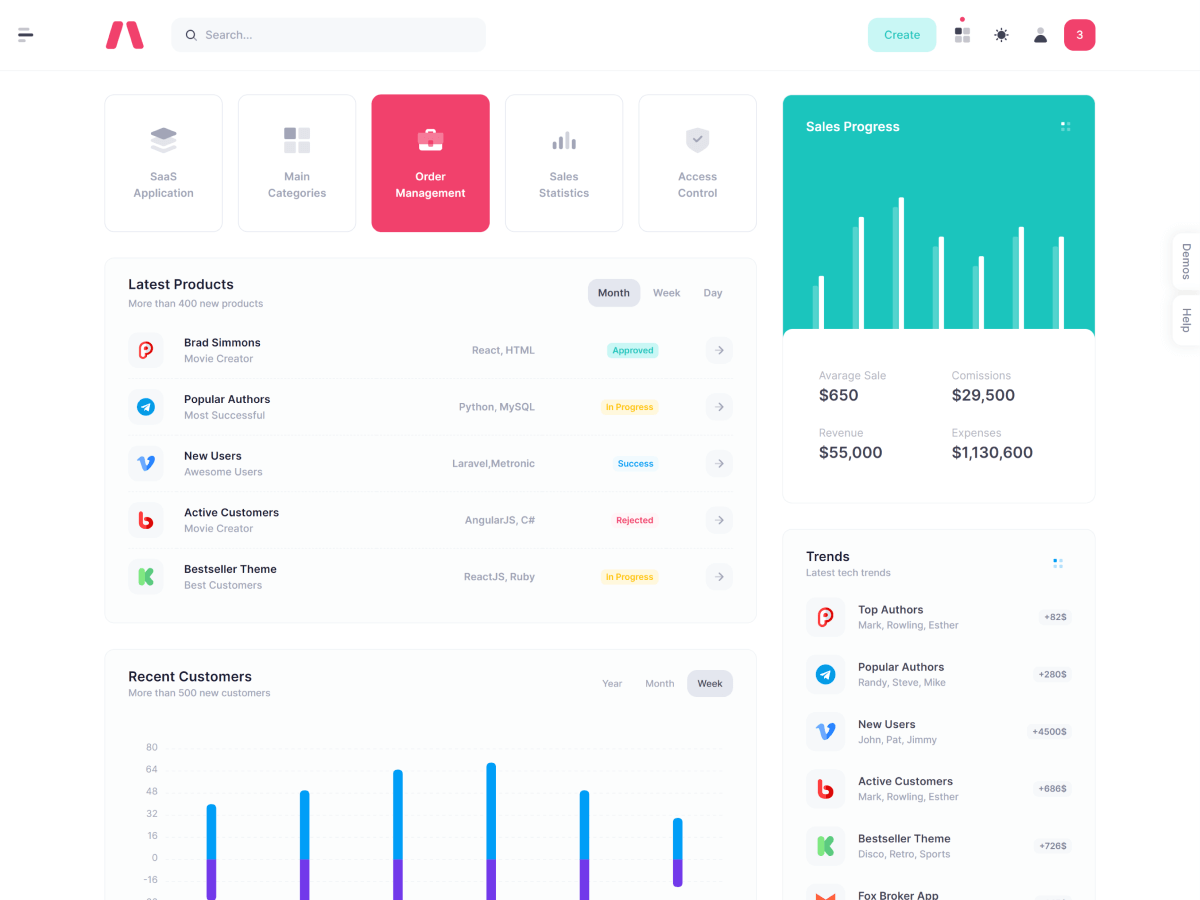 Search...
Create
3
SaaS
Application
Main
Categories
Order
Management
Sales
Statistics
Access
Control
Latest Products
More than 400 new products
Month
Week
Day
Brad Simmons
Movie Creator
React, HTML
Approved
Popular Authors
Most Successful
Python, MySQL
In Progress
New Users
Awesome Users
Laravel,Metronic
Success
Active Customers
Movie Creator
AngularJS, C#
Rejected
Bestseller Theme
Best Customers
ReactJS, Ruby
In Progress
Recent Customers
More than 500 new customers
Year
Month
Week
80
64
48
32
16
0
-16
Sales Progress
Avarage Sale
$650
Comissions
$29,500
Revenue
$55,000
Expenses
$1,130,600
Trends
Latest tech trends
Top Authors
Mark, Rowling, Esther
+82$
Popular Authors
Randy, Steve, Mike
+280$
New Users
John, Pat, Jimmy
+4500$
Active Customers
Mark, Rowling, Esther
+686$
Bestseller Theme
Disco, Retro, Sports
+726$
Fox Broker App
Demos
Help